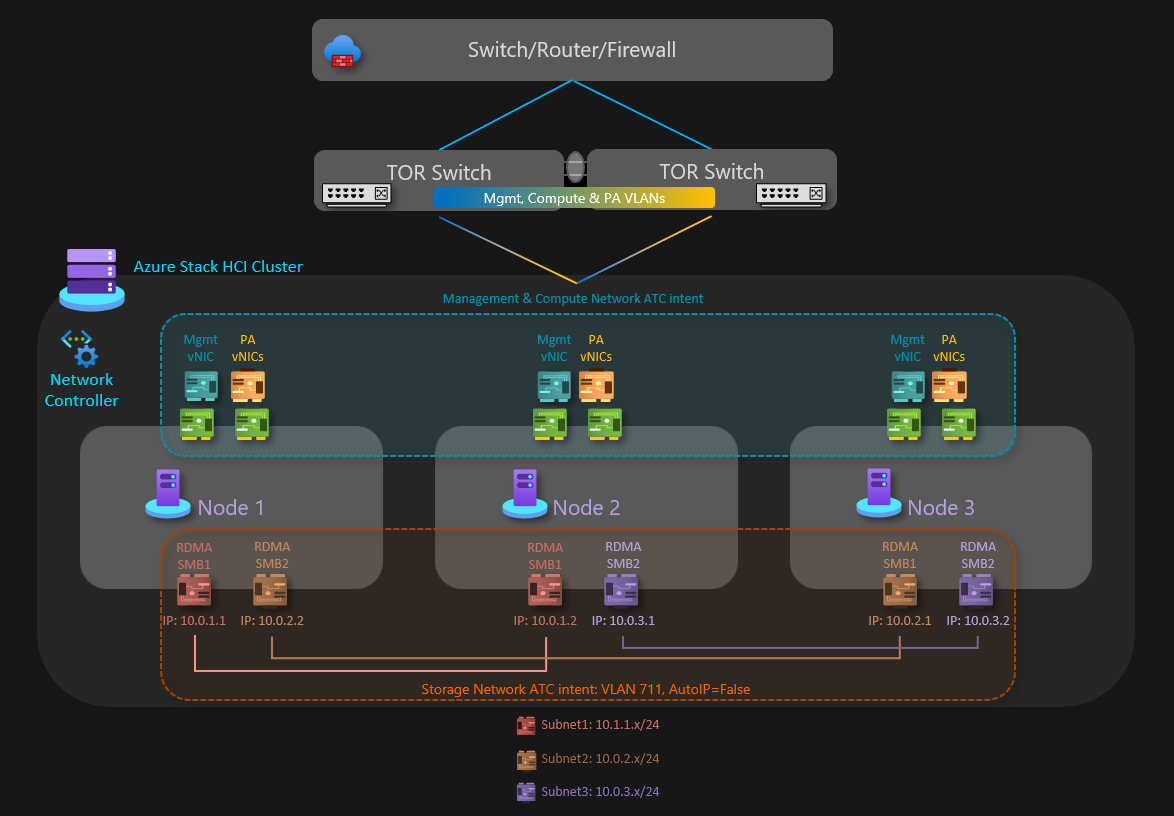 Switch/Router/Firewall
TOR Switch
TOR Switch
Mgmt, Compute & PA VLANs
Azure Stack HCI Cluster
Management & Compute Network ATC intent
Network
Controller
Mgmt
vNIC
PA
vNICs
Mgmt
vNIC
PA
vNICs
Mgmt
vNIC
PA
vNICs
Node 1
Node 2
Node 3
RDMA
SMB1
RDMA
SMB2
RDMA
SMB1
RDMA
SMB2
RDMA
SMB1
RDMA
SMB2
IP: 10.0.1.1
IP: 10.0.2.2
IP: 10.0.1.2
IP: 10.0.3.1
IP: 10.0.2.1
IP: 10.0.3.2
Storage Network ATC intent: VLAN 711, AutoIP=False
Subnet1: 10.1.1.x/24
Subnet2: 10.0.2.x/24
Subnet3: 10.0.3.x/24